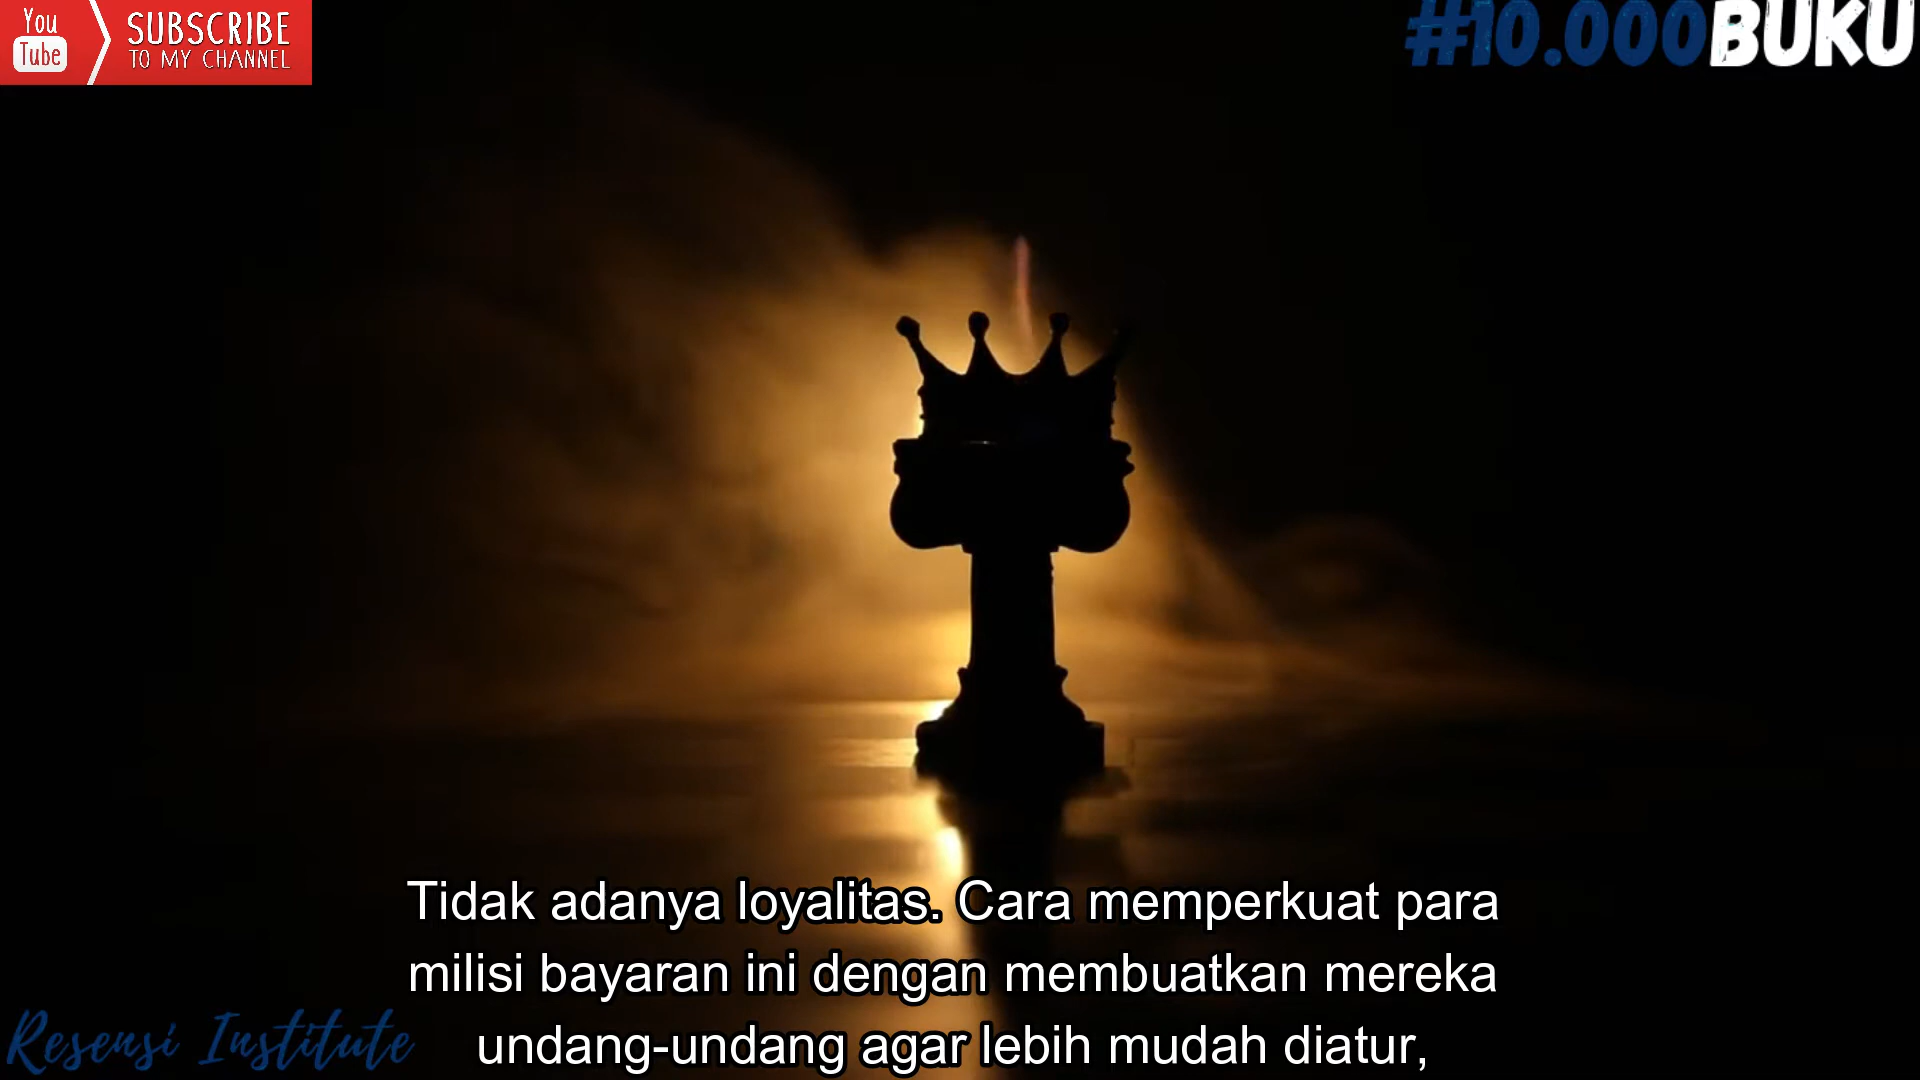 You
Tube
SUBSCRIBE
TO MY CHANNEL
#10.000BUKU
Tidak adanya loyalitas. Cara memperkuat para
milisi bayaran ini dengan membuatkan mereka
undang-undang agar lebih mudah diatur,
Resensi Institute